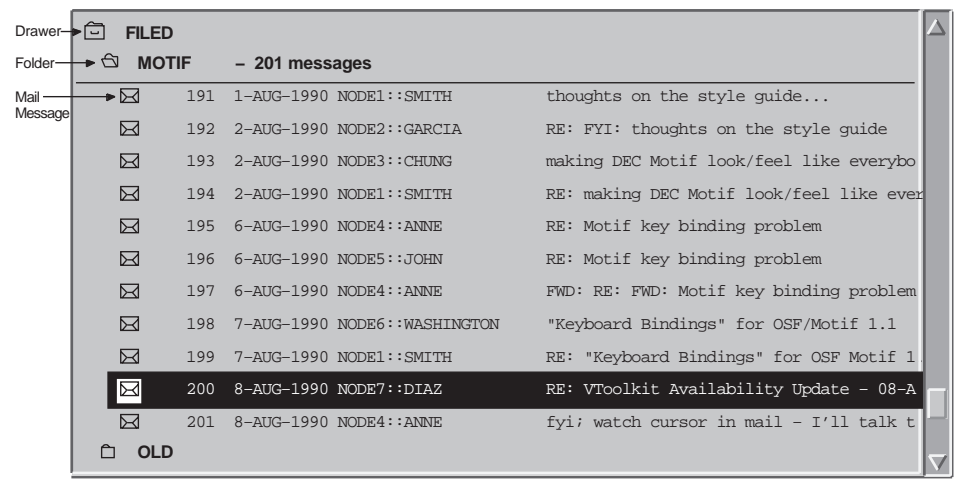 Drawer FILED
Folder MOTIF – 201 messages
Mail Message 191 1–AUG–1990 NODE1::SMITH thoughts on the style guide...
192 2–AUG–1990 NODE2::GARCIA RE: FYI: thoughts on the style guide
193 2–AUG–1990 NODE3::CHUNG making DEC Motif look/feel like everybo
194 2–AUG–1990 NODE1::SMITH RE: making DEC Motif look/feel like ever
195 6–AUG–1990 NODE4::ANNE RE: Motif key binding problem
196 6–AUG–1990 NODE5::JOHN RE: Motif key binding problem
197 6–AUG–1990 NODE4::ANNE FWD: RE: FWD: Motif key binding problem
198 7–AUG–1990 NODE6::WASHINGTON "Keyboard Bindings" for OSF/Motif 1.1
199 7–AUG–1990 NODE1::SMITH RE: "Keyboard Bindings" for OSF Motif 1.
200 8–AUG–1990 NODE7::DIAZ RE: VToolkit Availability Update – 08–A
201 8–AUG–1990 NODE4::ANNE fyi; watch cursor in mail – I'll talk t
OLD